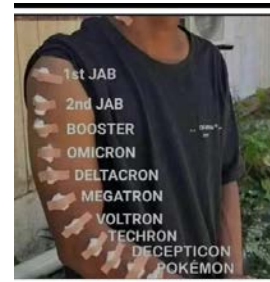 1st JAB
2nd JAB
BOOSTER
OMICRON
DELTACRON
MEGATRON
VOLTRON
TECHRON
DECEPTICON
POKÉMON